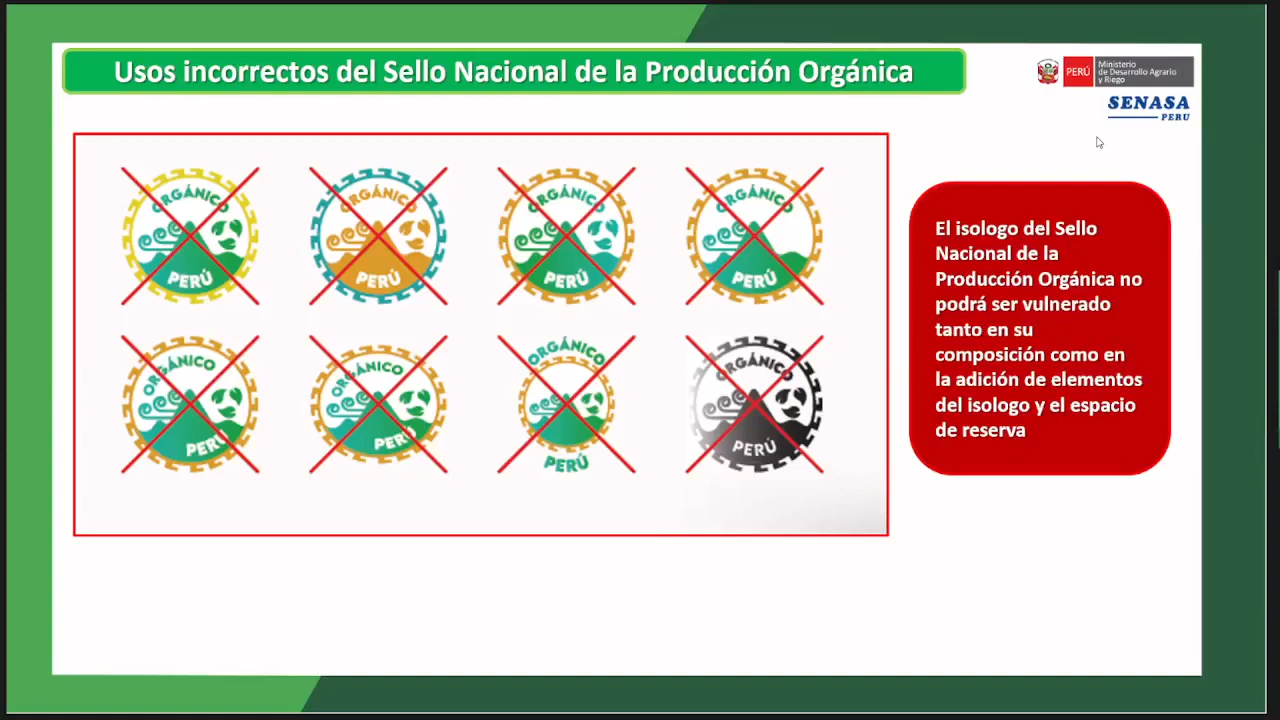 Usos incorrectos del Sello Nacional de la Producción Orgánica
PERÚ
Ministerio
de Desarrollo Agrario
y Riego
SENASA
PERU
ORGÁNICO
PERÚ
ORGÁNICO
PERÚ
ORGÁNICO
PERÚ
ORGÁNICO
PERÚ
ORGÁNICO
PERÚ
ORGÁNICO
PERÚ
ORGÁNICO
PERÚ
ORGÁNICO
PERÚ
El isologo del Sello
Nacional de la
Producción Orgánica no
podrá ser vulnerado
tanto en su
composición como en
la adición de elementos
del isologo y el espacio
de reserva